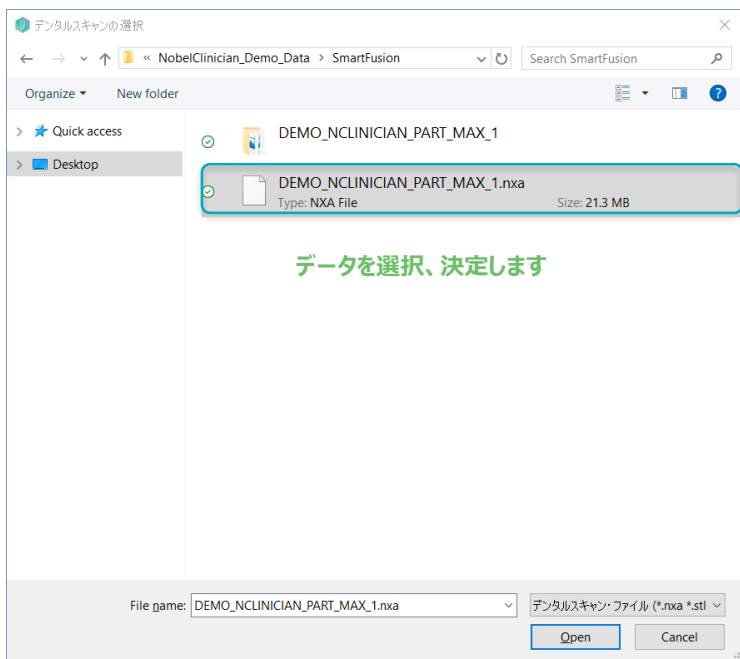 デンタルスキャンの選択
« NobelClinician_Demo_Data > SmartFusion
Search SmartFusion
Organize
New folder
?
Quick access
Desktop
DEMO_NCLINICIAN_PART_MAX_1
DEMO_NCLINICIAN_PART_MAX_1.nxa
Type: NXA File
Size: 21.3 MB
データを選択、決定します
File name:
DEMO_NCLINICIAN_PART_MAX_1.nxa
デンタルスキャン・ファイル (*.nxa *.stl
Open
Cancel